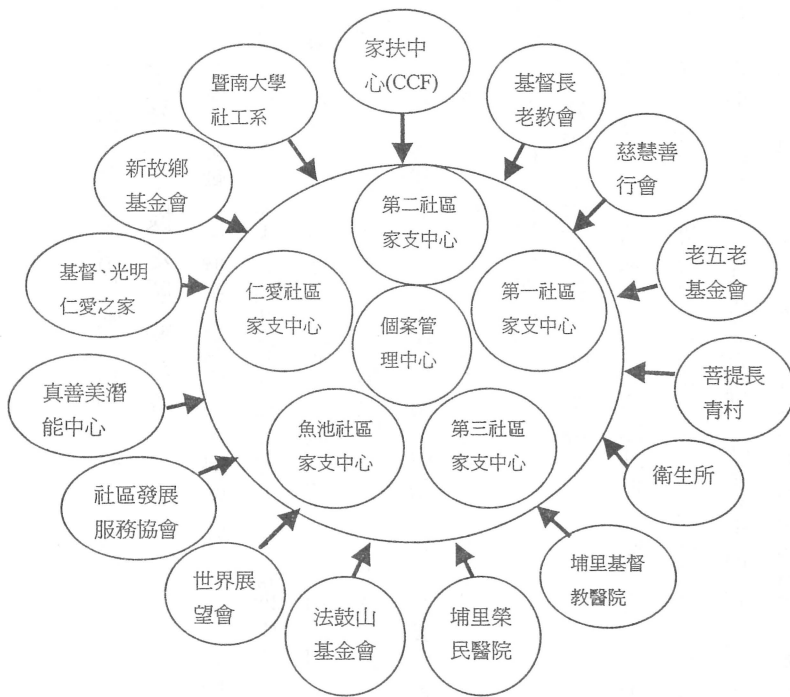 家扶中
心(CCF)
基督長
老教會
慈慧善
行會
老五老
基金會
菩提長
青村
衛生所
埔里基督
教醫院
埔里榮
民醫院
法鼓山
基金會
世界展
望會
社區發展
服務協會
真善美潛
能中心
基督、光明
仁愛之家
新故鄉
基金會
暨南大學
社工系
第二社區
家支中心
第一社區
家支中心
第三社區
家支中心
魚池社區
家支中心
仁愛社區
家支中心
個案管
理中心